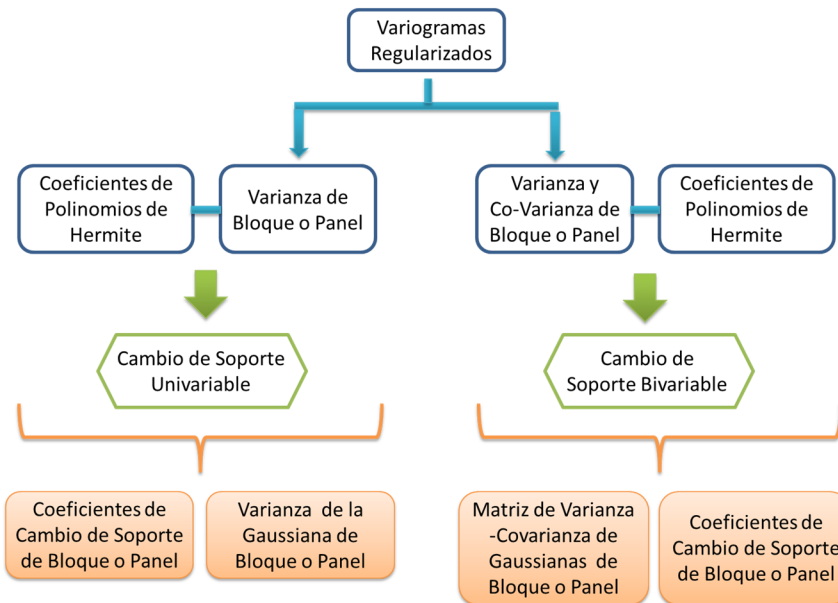 Variogramas
Regularizados
Coeficientes de
Polinomios de
Hermite
Varianza de
Bloque o Panel
Varianza y
Co-Varianza de
Bloque o Panel
Coeficientes de
Polinomios de
Hermite
Cambio de Soporte
Univariable
Cambio de
Soporte Bivariable
Coeficientes de
Cambio de Soporte
de Bloque o Panel
Varianza de la
Gaussiana de
Bloque o Panel
Matriz de Varianza
-Covarianza de
Gaussianas de
Bloque o Panel
Coeficientes de
Cambio de Soporte
de Bloque o Panel